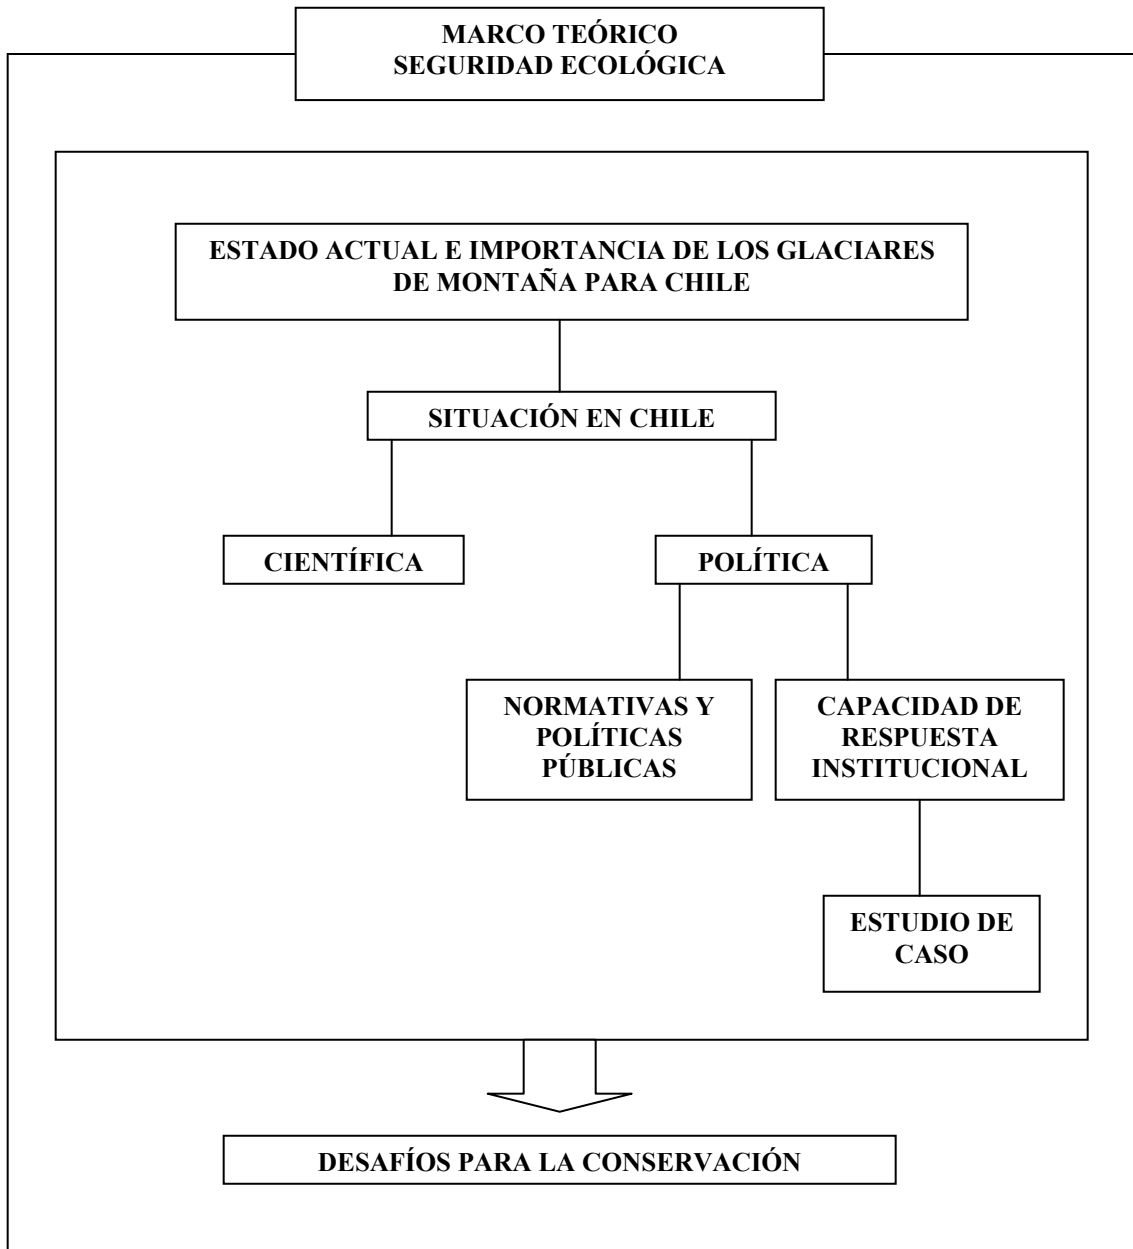 MARCO TEÓRICO
SEGURIDAD ECOLÓGICA
ESTADO ACTUAL E IMPORTANCIA DE LOS GLACIARES
DE MONTAÑA PARA CHILE
SITUACIÓN EN CHILE
CIENTÍFICA
POLÍTICA
NORMATIVAS Y
POLÍTICAS
PÚBLICAS
CAPACIDAD DE
RESPUESTA
INSTITUCIONAL
ESTUDIO DE
CASO
DESAFÍOS PARA LA CONSERVACIÓN